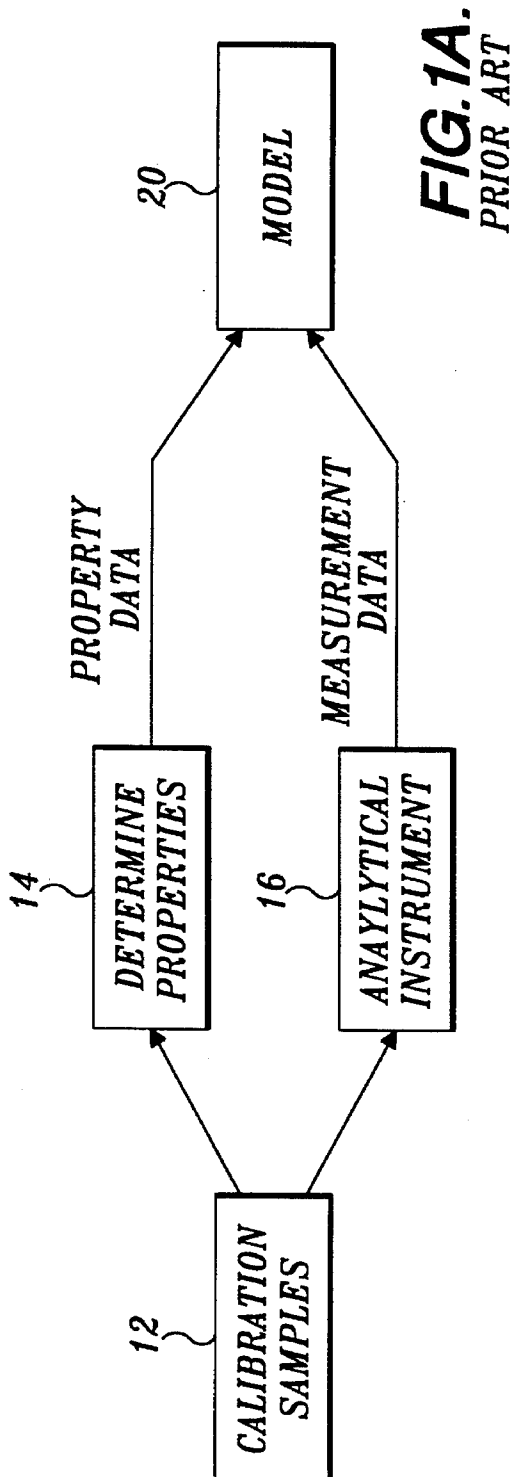 12
CALIBRATION
SAMPLES
14
DETERMINE
PROPERTIES
16
ANAYLYTICAL
INSTRUMENT
PROPERTY
DATA
MEASUREMENT
DATA
20
MODEL
FIG.1A.
PRIOR ART